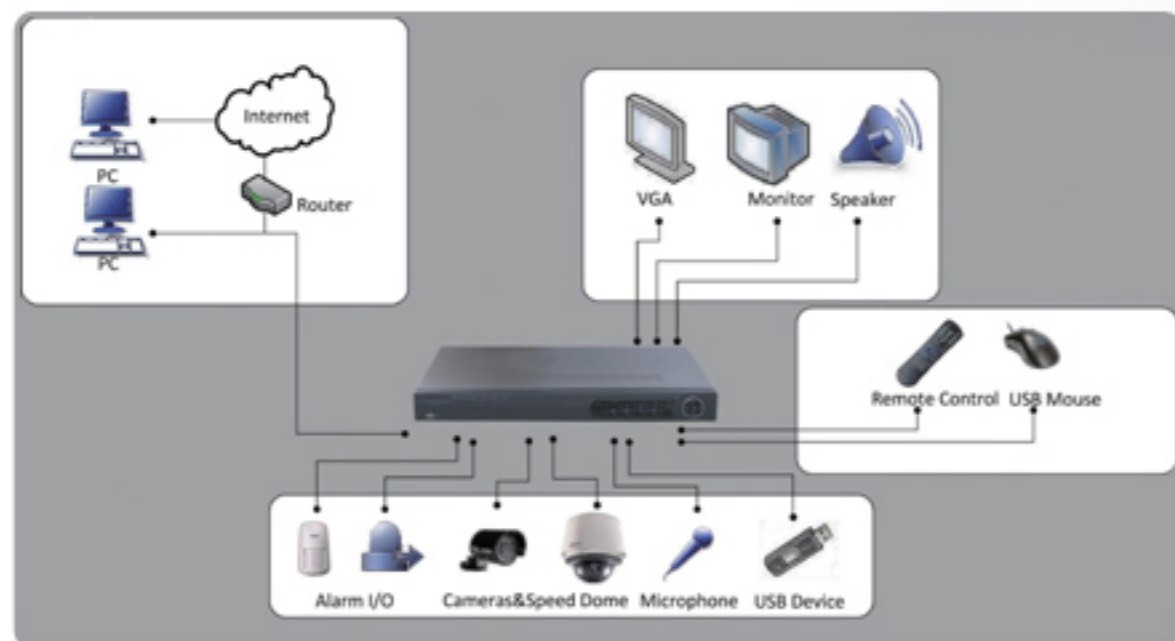 Internet
PC
Router
PC
VGA
Monitor
Speaker
Remote Control
USB Mouse
Alarm I/O
Cameras&Speed Dome
Microphone
USB Device